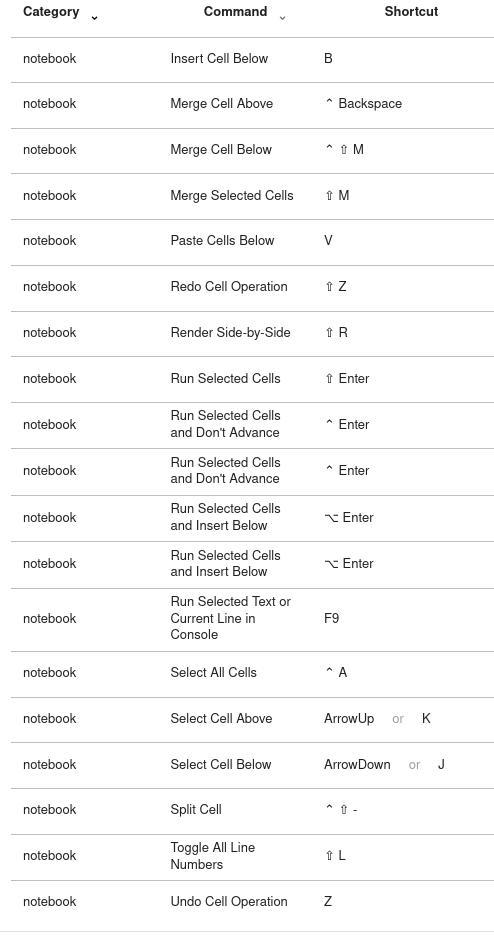 Category ⌄ Command ⌄ Shortcut
notebook Insert Cell Below B
notebook Merge Cell Above ⌃ Backspace
notebook Merge Cell Below ⌃ ⇧ M
notebook Merge Selected Cells ⇧ M
notebook Paste Cells Below V
notebook Redo Cell Operation ⇧ Z
notebook Render Side-by-Side ⇧ R
notebook Run Selected Cells ⇧ Enter
notebook Run Selected Cells
and Don't Advance ⌃ Enter
notebook Run Selected Cells
and Don't Advance ⌃ Enter
notebook Run Selected Cells
and Insert Below ⌥ Enter
notebook Run Selected Cells
and Insert Below ⌥ Enter
notebook Run Selected Text or
Current Line in
Console F9
notebook Select All Cells ⌃ A
notebook Select Cell Above ArrowUp or K
notebook Select Cell Below ArrowDown or J
notebook Split Cell ⌃ ⇧ -
notebook Toggle All Line
Numbers ⇧ L
notebook Undo Cell Operation Z